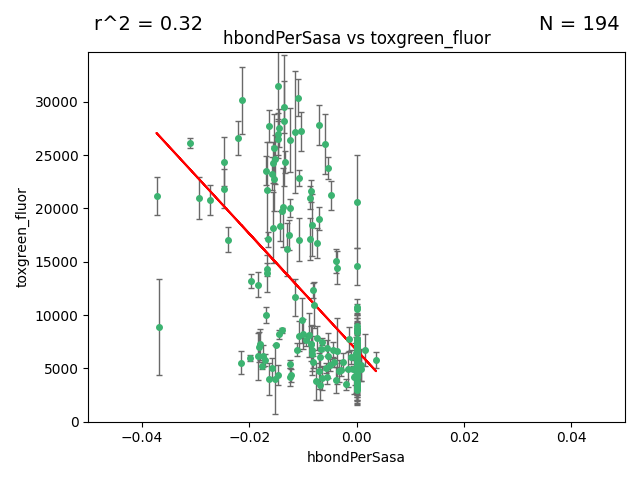 r^2 = 0.32
N = 194
hbondPerSasa vs toxgreen_fluor
30000
25000
20000
15000
10000
5000
0
toxgreen_fluor
−0.04
−0.02
0.00
0.02
0.04
hbondPerSasa